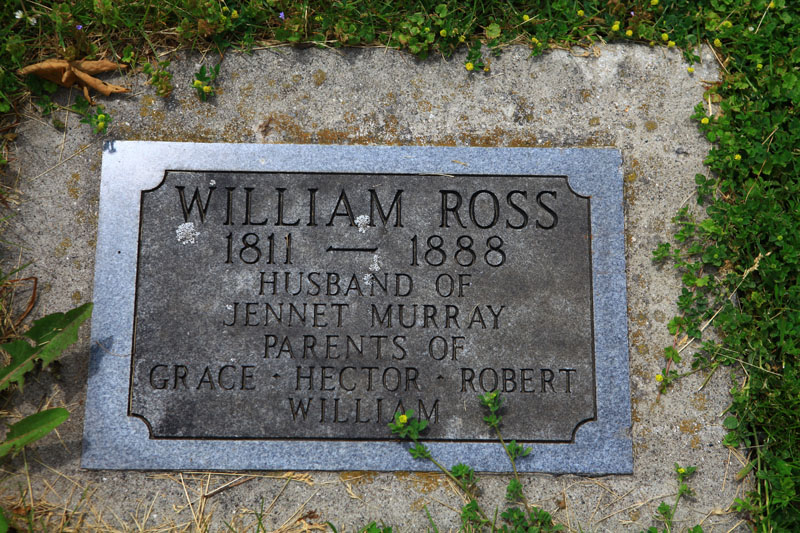 WILLIAM ROSS
1811 — 1888
HUSBAND OF
JENNET MURRAY
PARENTS OF
GRACE · HECTOR · ROBERT
WILLIAM